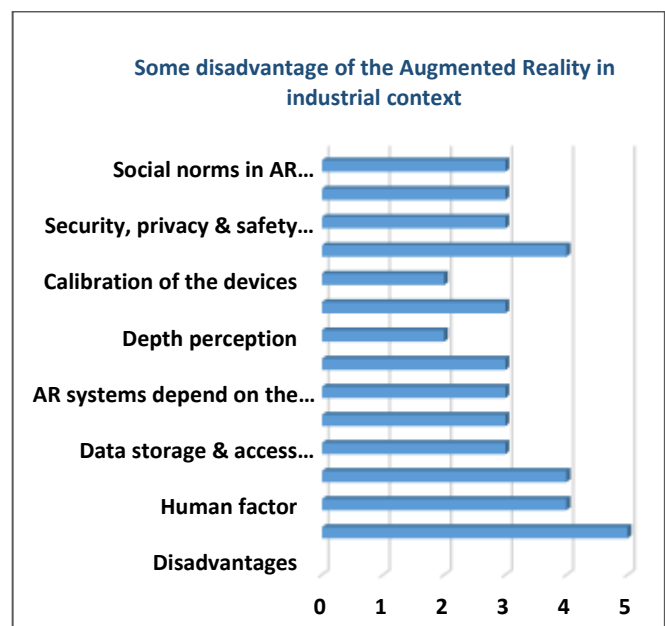 Some disadvantage of the Augmented Reality in
industrial context
Social norms in AR...
Security, privacy & safety...
Calibration of the devices
Depth perception
AR systems depend on the...
Data storage & access...
Human factor
Disadvantages
0 1 2 3 4 5